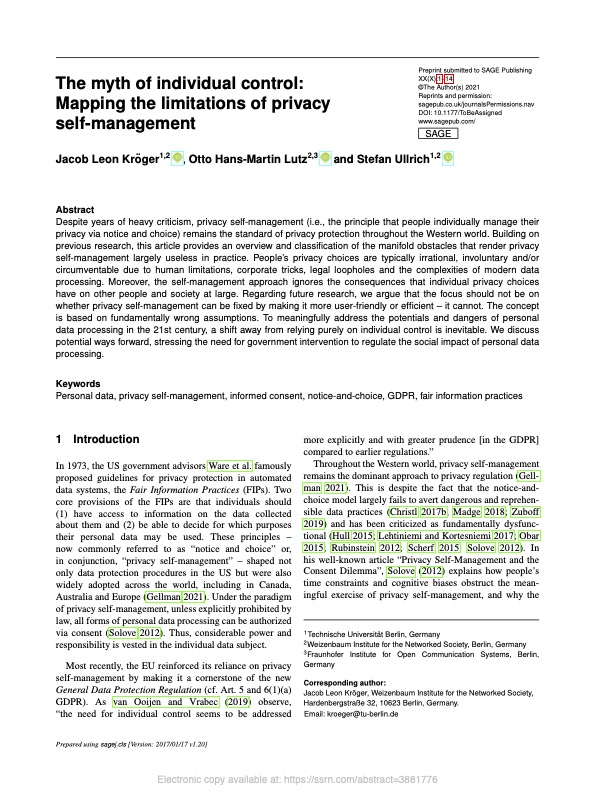 The myth of individual control:
Mapping the limitations of privacy
self-management
Preprint submitted to SAGE Publishing
XX(X):1–14
©The Author(s) 2021
Reprints and permission:
sagepub.co.uk/journalsPermissions.nav
DOI: 10.1177/ToBeAssigned
www.sagepub.com/
SAGE
Jacob Leon Kröger1,2, Otto Hans-Martin Lutz2,3 and Stefan Ullrich1,2
Abstract
Despite years of heavy criticism, privacy self-management (i.e., the principle that people individually manage their
privacy via notice and choice) remains the standard of privacy protection throughout the Western world. Building on
previous research, this article provides an overview and classification of the manifold obstacles that render privacy
self-management largely useless in practice. People's privacy choices are typically irrational, involuntary and/or
circumventable due to human limitations, corporate tricks, legal loopholes and the complexities of modern data
processing. Moreover, the self-management approach ignores the consequences that individual privacy choices
have on other people and society at large. Regarding future research, we argue that the focus should not be on
whether privacy self-management can be fixed by making it more user-friendly or efficient – it cannot. The concept
is based on fundamentally wrong assumptions. To meaningfully address the potentials and dangers of personal
data processing in the 21st century, a shift away from relying purely on individual control is inevitable. We discuss
potential ways forward, stressing the need for government intervention to regulate the social impact of personal data
processing.
Keywords
Personal data, privacy self-management, informed consent, notice-and-choice, GDPR, fair information practices
1 Introduction
In 1973, the US government advisors Ware et al. famously
proposed guidelines for privacy protection in automated
data systems, the Fair Information Practices (FIPs). Two
core provisions of the FIPs are that individuals should
(1) have access to information on the data collected
about them and (2) be able to decide for which purposes
their personal data may be used. These principles –
now commonly referred to as "notice and choice" or,
in conjunction, "privacy self-management" – shaped not
only data protection procedures in the US but were also
widely adopted across the world, including in Canada,
Australia and Europe (Gellman 2021). Under the paradigm
of privacy self-management, unless explicitly prohibited by
law, all forms of personal data processing can be authorized
via consent (Solove 2012). Thus, considerable power and
responsibility is vested in the individual data subject.
Most recently, the EU reinforced its reliance on privacy
self-management by making it a cornerstone of the new
General Data Protection Regulation (cf. Art. 5 and 6(1)(a)
GDPR). As van Ooijen and Vrabec (2019) observe,
"the need for individual control seems to be addressed
more explicitly and with greater prudence [in the GDPR]
compared to earlier regulations."
Throughout the Western world, privacy self-management
remains the dominant approach to privacy regulation (Gell-
man 2021). This is despite the fact that the notice-and-
choice model largely fails to avert dangerous and reprehen-
sible data practices (Christl 2017b; Madge 2018; Zuboff
2019) and has been criticized as fundamentally dysfunc-
tional (Hull 2015; Lehtiniemi and Kortesniemi 2017; Obar
2015; Rubinstein 2012; Scherf 2015; Solove 2012). In
his well-known article "Privacy Self-Management and the
Consent Dilemma", Solove (2012) explains how people's
time constraints and cognitive biases obstruct the mean-
ingful exercise of privacy self-management, and why the
1Technische Universität Berlin, Germany
2Weizenbaum Institute for the Networked Society, Berlin, Germany
3Fraunhofer Institute for Open Communication Systems, Berlin,
Germany
Corresponding author:
Jacob Leon Kröger, Weizenbaum Institute for the Networked Society,
Hardenbergstraße 32, 10623 Berlin, Germany.
Email: kroeger@tu-berlin.de
Prepared using sagej.cls [Version: 2017/01/17 v1.20]
Electronic copy available at: https://ssrn.com/abstract=3881776